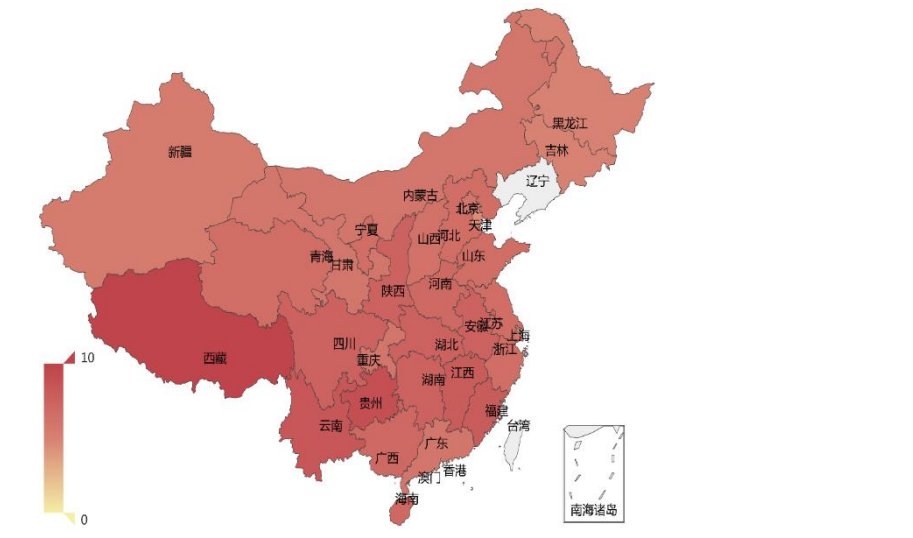 黑龙江
吉林
新疆
辽宁
内蒙古
北京
天津
宁夏
山西
河北
青海
甘肃
山东
陕西
河南
安徽
江苏
上海
四川
湖北
浙江
西藏
重庆
湖南
江西
贵州
福建
云南
台湾
广东
广西
香港
澳门
海南
南海诸岛
10
0